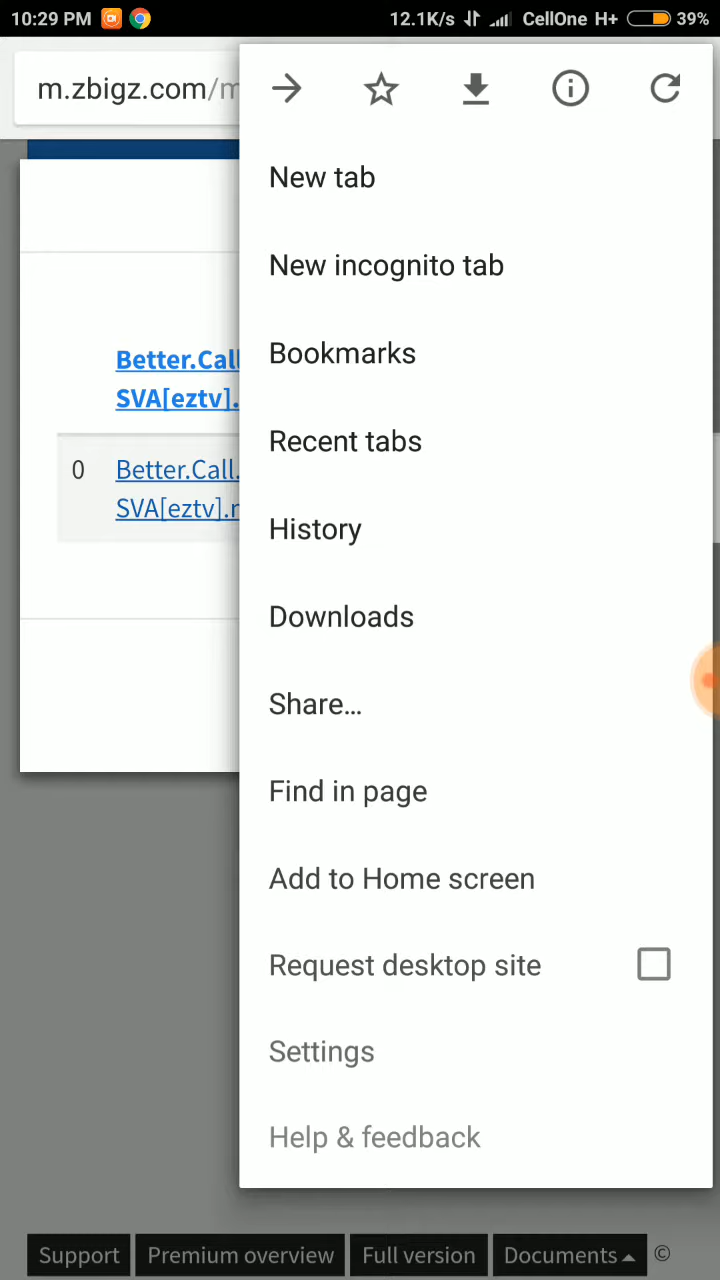 10:29 PM
12.1K/s CellOne H+ 39%
m.zbigz.com/m
New tab
New incognito tab
Bookmarks
Recent tabs
History
Downloads
Share...
Find in page
Add to Home screen
Request desktop site
Settings
Help & feedback
Better.Call
SVA[eztv].
0 Better.Call.
SVA[eztv].r
Support Premium overview Full version Documents ©